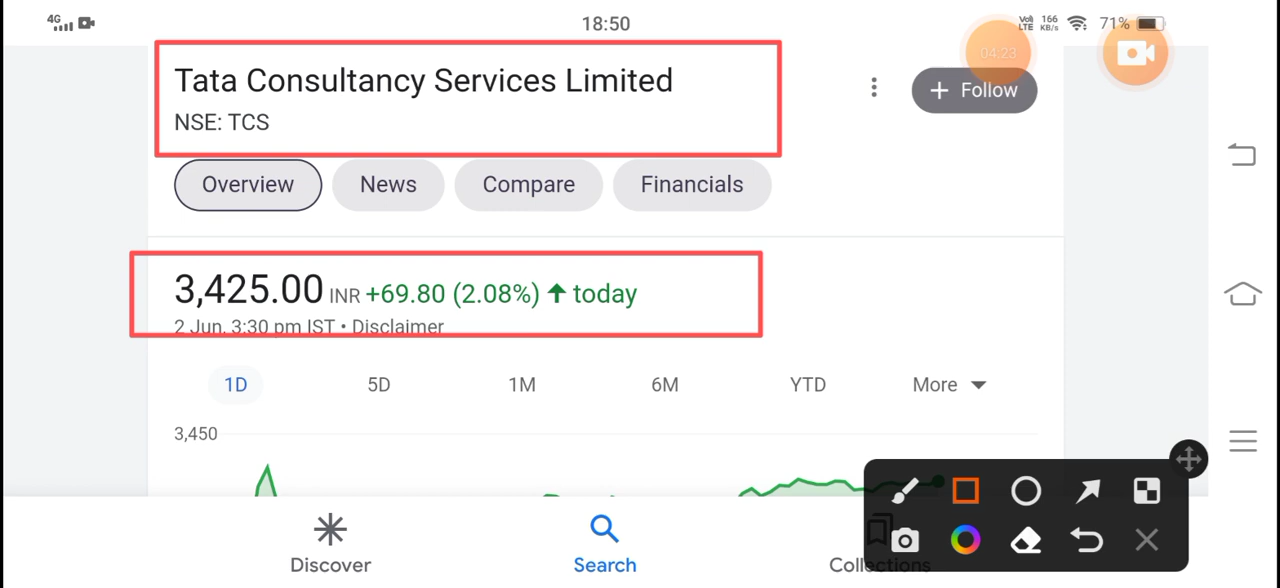 4G
18:50
Voli LTE 166 KB/s 71%
04:23
Tata Consultancy Services Limited
NSE: TCS
+ Follow
Overview News Compare Financials
3,425.00 INR +69.80 (2.08%) ↑ today
2 Jun, 3:30 pm IST • Disclaimer
1D 5D 1M 6M YTD More
3,450
Discover Search Collections